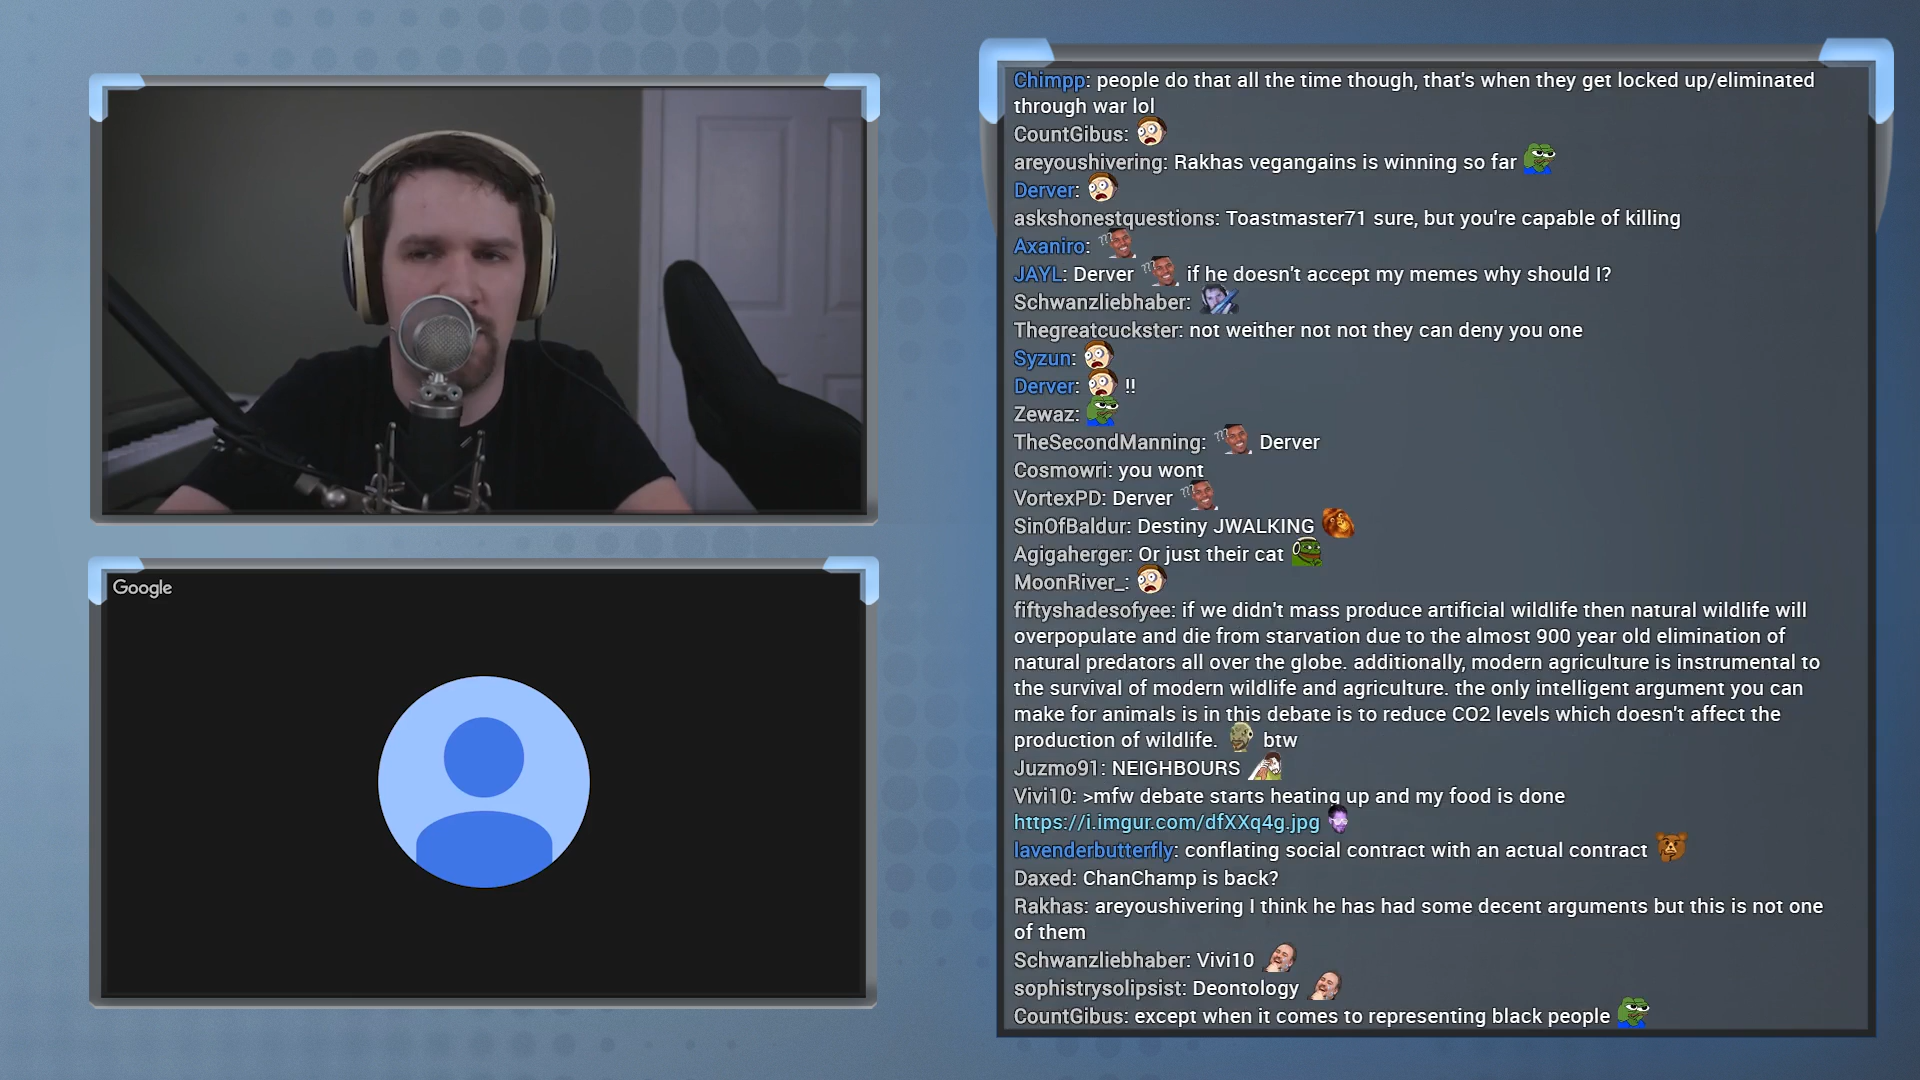 Google
Chimpp: people do that all the time though, that's when they get locked up/eliminated
through war lol
CountGibus:
areyoushivering: Rakhas vegangains is winning so far
Derver:
askshonestquestions: Toastmaster71 sure, but you're capable of killing
Axaniro:
JAYL: Derver if he doesn't accept my memes why should I?
Schwanzliebhaber:
Thegreatcuckster: not weither not not they can deny you one
Syzun:
Derver: !!
Zewaz:
TheSecondManning: Derver
Cosmowri: you wont
VortexPD: Derver
SinOfBaldur: Destiny JWALKING
Agigaherger: Or just their cat
MoonRiver_:
fiftyshadesofyee: if we didn't mass produce artificial wildlife then natural wildlife will
overpopulate and die from starvation due to the almost 900 year old elimination of
natural predators all over the globe. additionally, modern agriculture is instrumental to
the survival of modern wildlife and agriculture. the only intelligent argument you can
make for animals is in this debate is to reduce CO2 levels which doesn't affect the
production of wildlife. btw
Juzmo91: NEIGHBOURS
Vivi10: >mfw debate starts heating up and my food is done
https://i.imgur.com/dfXXq4g.jpg
lavenderbutterfly: conflating social contract with an actual contract
Daxed: ChanChamp is back?
Rakhas: areyoushivering I think he has had some decent arguments but this is not one
of them
Schwanzliebhaber: Vivi10
sophistrysolipsist: Deontology
CountGibus: except when it comes to representing black people